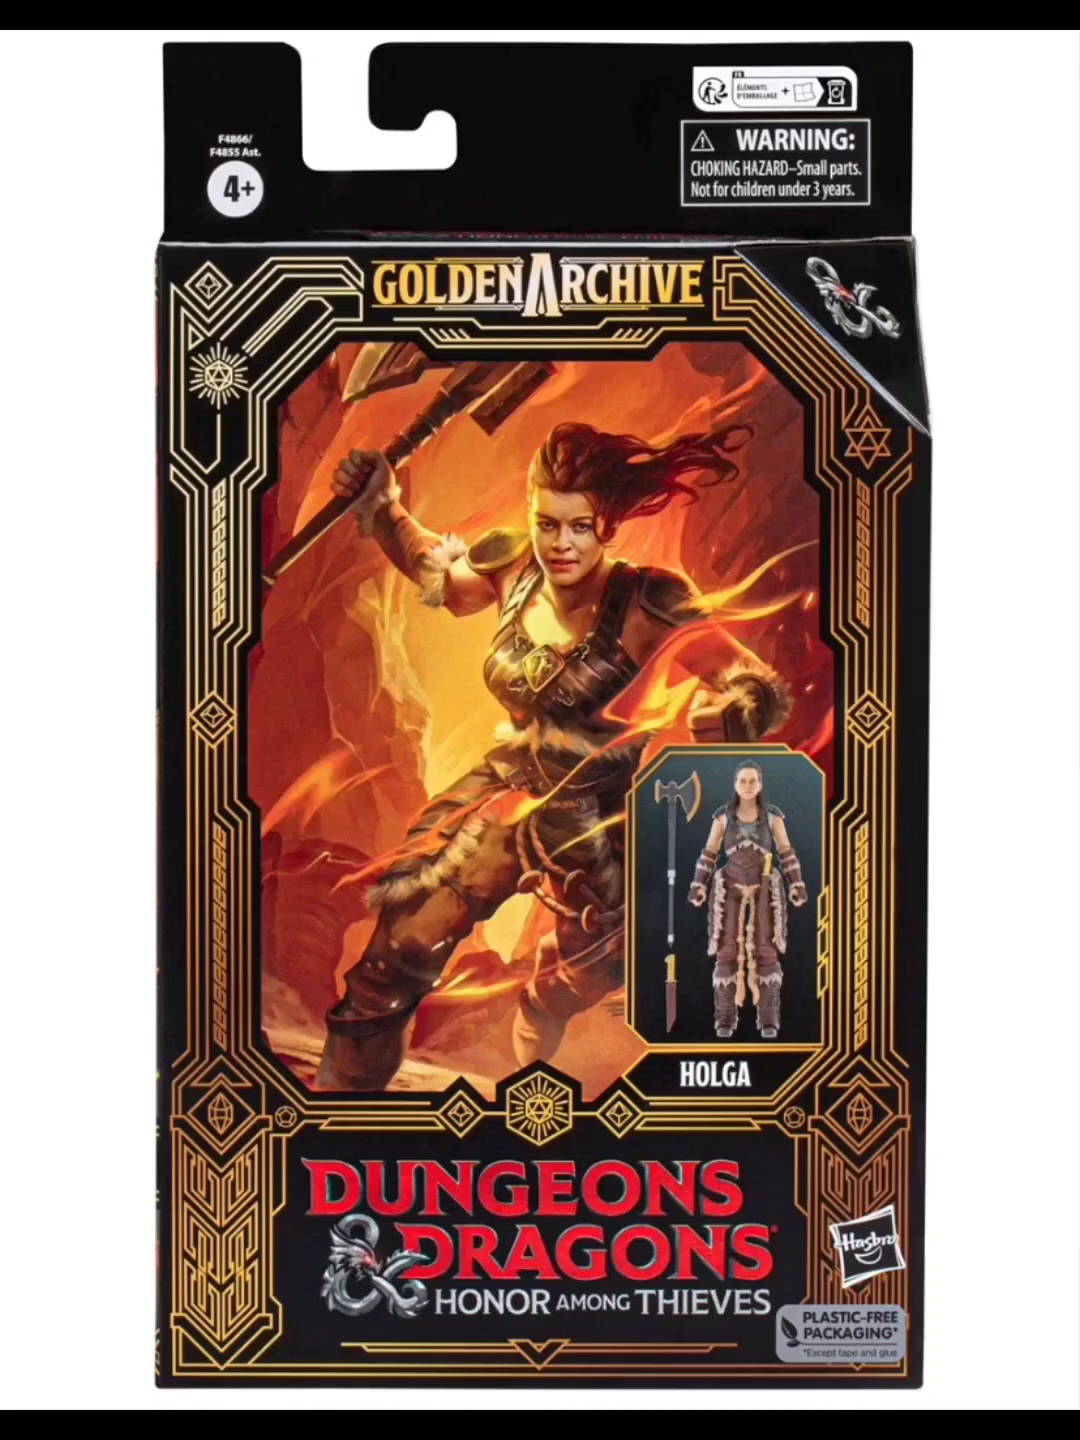 F4866/
F4855 Ast.
4+
FR
ÉLÉMENTS
D'EMBALLAGE
+
WARNING:
CHOKING HAZARD–Small parts.
Not for children under 3 years.
GOLDEN ARCHIVE
HOLGA
DUNGEONS
& DRAGONS®
HONOR AMONG THIEVES
Hasbro
PLASTIC-FREE
PACKAGING*
*Except tape and glue